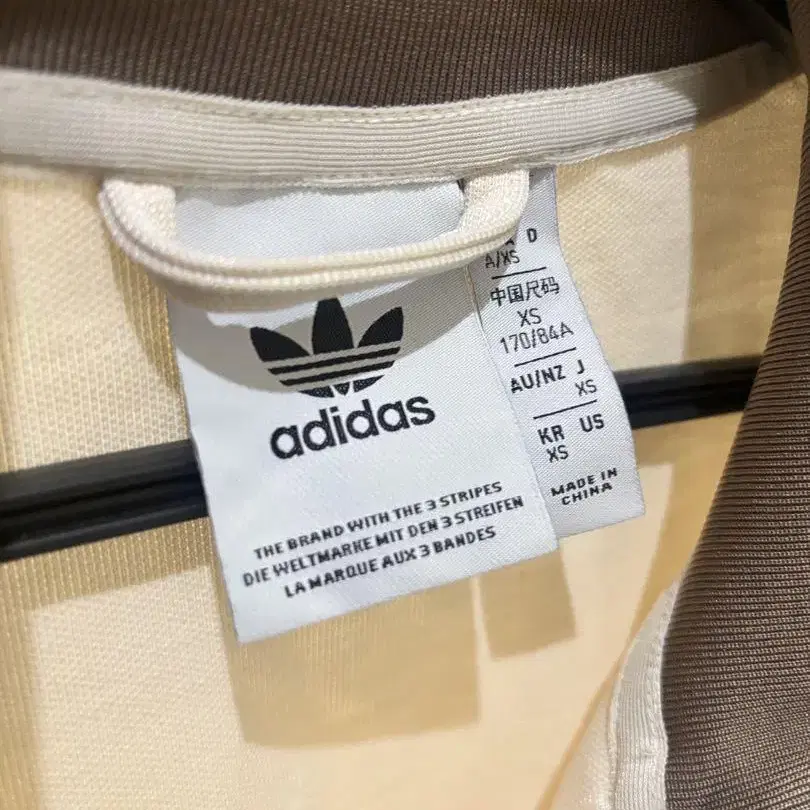 adidas
THE BRAND WITH THE 3 STRIPES
DIE WELTMARKE MIT DEN 3 STREIFEN
LA MARQUE AUX 3 BANDES
D
A/XS
中国尺码
XS
170/84A
AU/NZ J
XS
KR US
XS
MADE IN
CHINA